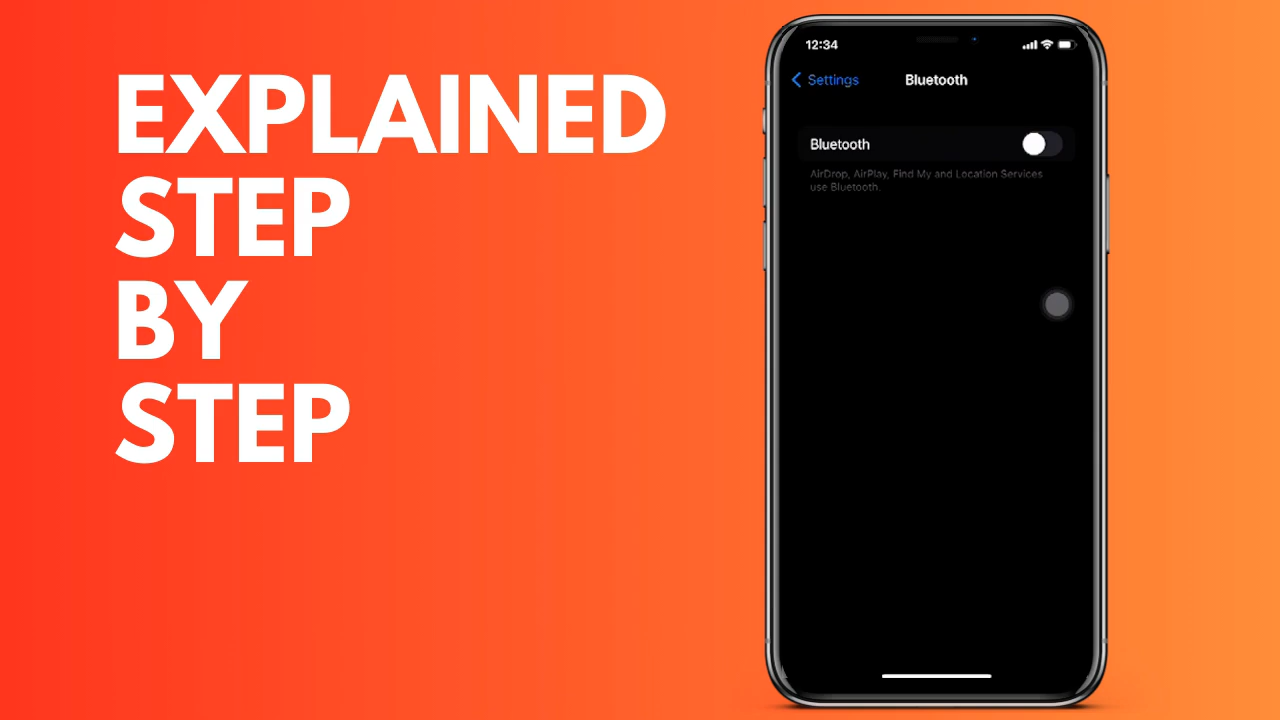 EXPLAINED
STEP
BY
STEP
12:34
Settings
Bluetooth
Bluetooth
AirDrop, AirPlay, Find My and Location Services
use Bluetooth.